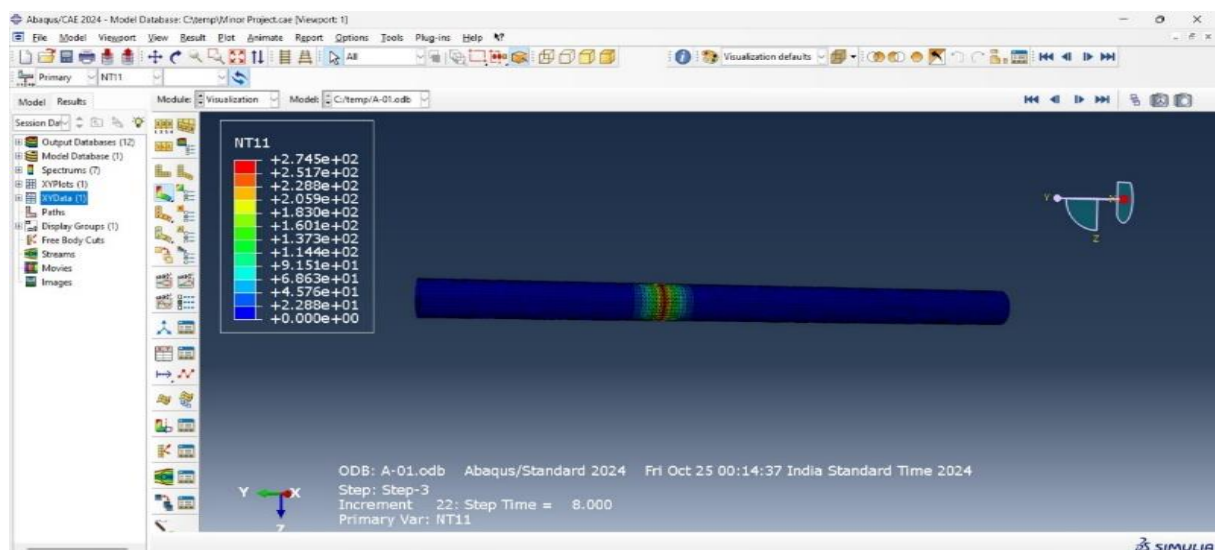 Abaqus/CAE 2024 - Model Database: C:\temp\Minor Project.cae [Viewport: 1]
File Model Viewport View Result Plot Animate Report Options Tools Plug-ins Help
All
Visualization defaults
Primary NT11
Model Results
Module: Visualization Model: C:/temp/A-01.odb
Session Dat
Output Databases (12)
Model Database (1)
Spectrums (7)
XYPlots (1)
XYData (1)
Paths
Display Groups (1)
Free Body Cuts
Streams
Movies
Images
NT11
+2.745e+02
+2.517e+02
+2.288e+02
+2.059e+02
+1.830e+02
+1.601e+02
+1.373e+02
+1.144e+02
+9.151e+01
+6.863e+01
+4.576e+01
+2.288e+01
+0.000e+00
Y X
Z
ODB: A-01.odb Abaqus/Standard 2024 Fri Oct 25 00:14:37 India Standard Time 2024
Step: Step-3
Increment 22: Step Time = 8.000
Primary Var: NT11
Y X
Z
SIMULIA